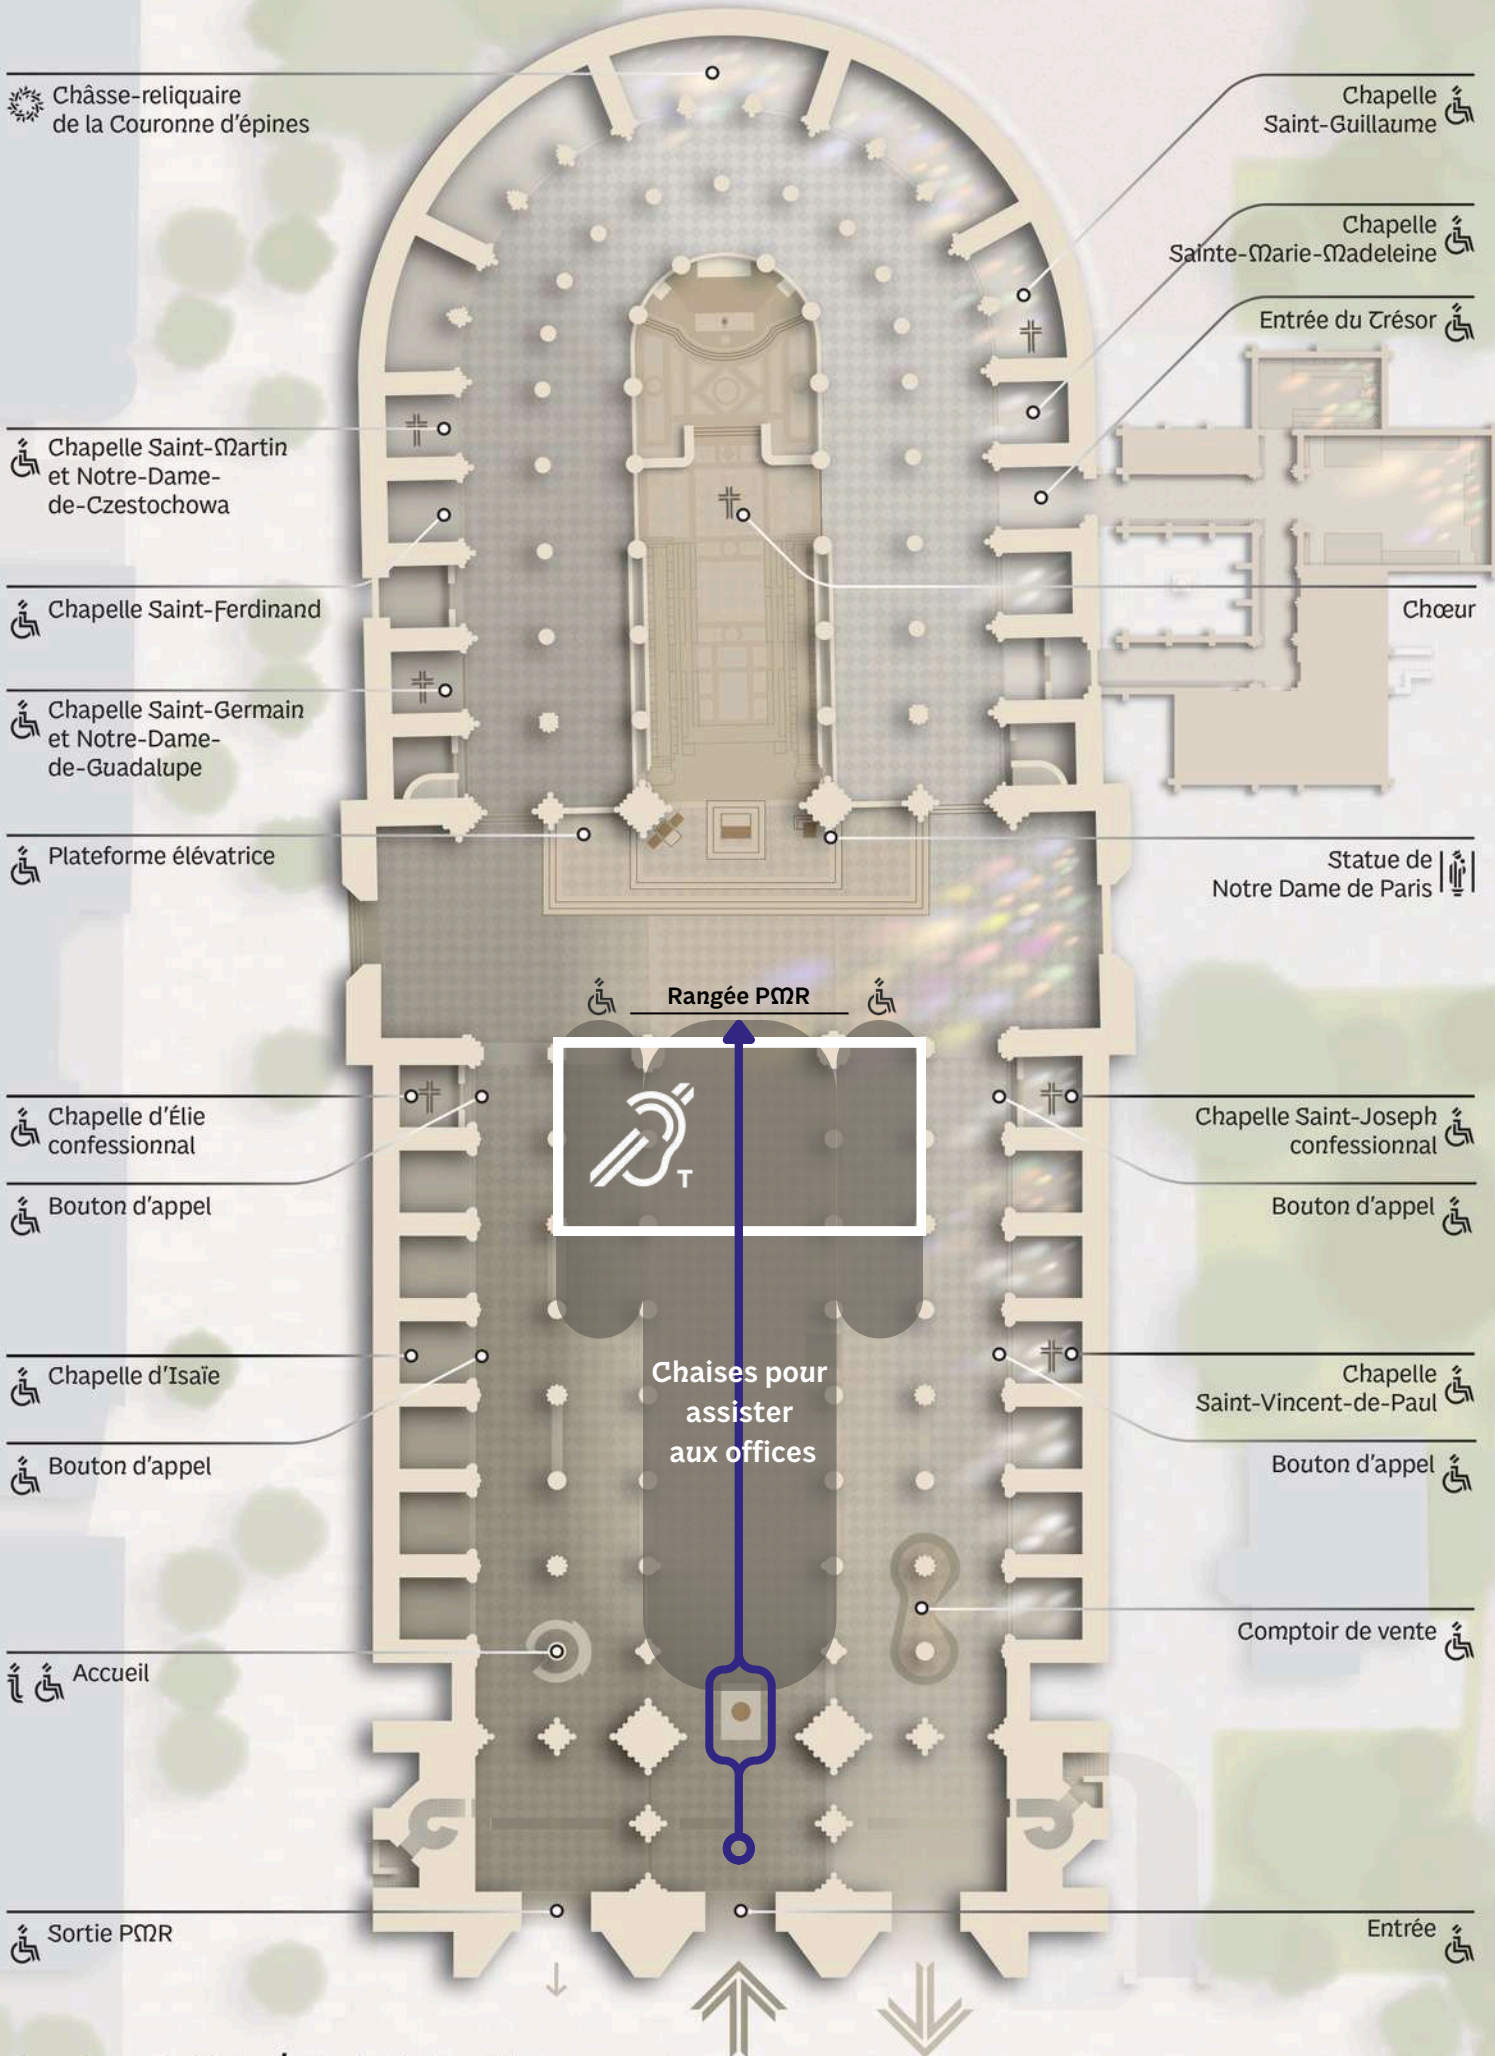 Châsse-reliquaire
de la Couronne d'épines
Chapelle
Saint-Guillaume
Chapelle
Sainte-Marie-Madeleine
Entrée du Trésor
Chapelle Saint-Martin
et Notre-Dame-
de-Czestochowa
Chapelle Saint-Ferdinand
Chœur
Chapelle Saint-Germain
et Notre-Dame-
de-Guadalupe
Plateforme élévatrice
Statue de
Notre Dame de Paris
Rangée PMR
T
Chapelle d'Élie
confessionnal
Chapelle Saint-Joseph
confessionnal
Bouton d'appel
Bouton d'appel
Chapelle d'Isaïe
Chaises pour
assister
aux offices
Chapelle
Saint-Vincent-de-Paul
Bouton d'appel
Bouton d'appel
Comptoir de vente
Accueil
Sortie PMR
Entrée